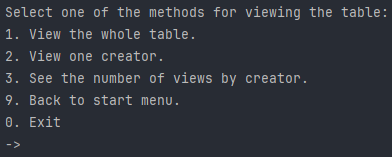 Select one of the methods for viewing the table:
1. View the whole table.
2. View one creator.
3. See the number of views by creator.
9. Back to start menu.
0. Exit
->